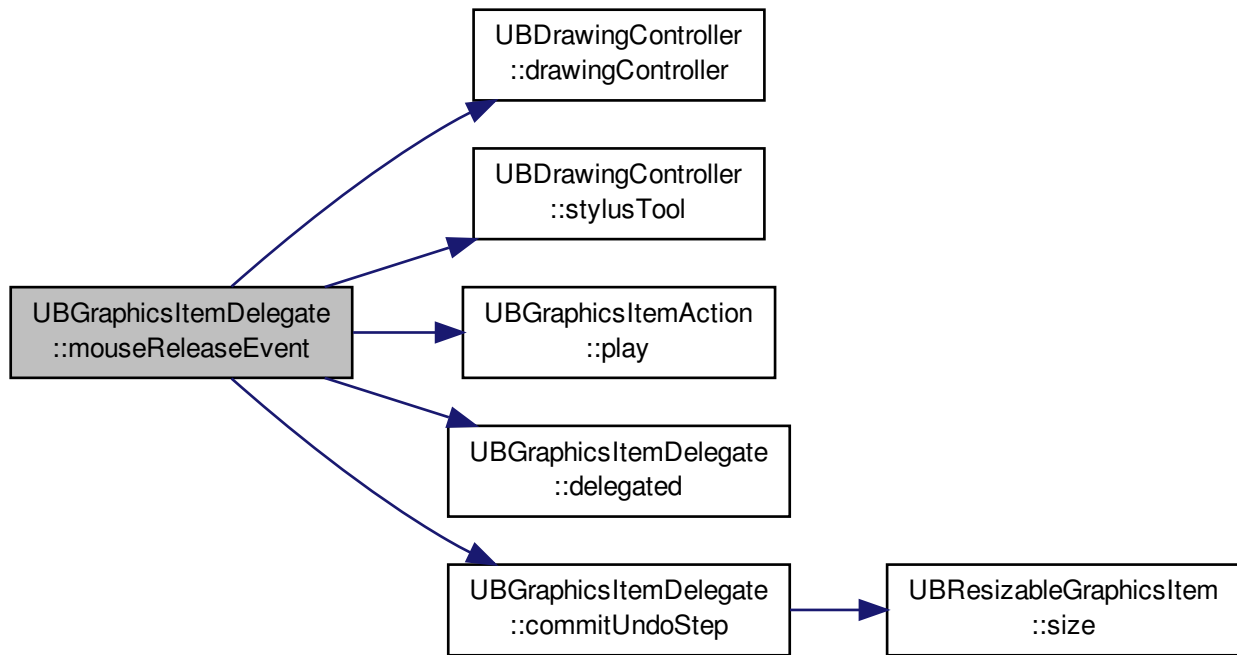 UBDrawingController
::drawingController
UBDrawingController
::stylusTool
UBGraphicsItemDelegate
::mouseReleaseEvent
UBGraphicsItemAction
::play
UBGraphicsItemDelegate
::delegated
UBGraphicsItemDelegate
::commitUndoStep
UBResizableGraphicsItem
::size